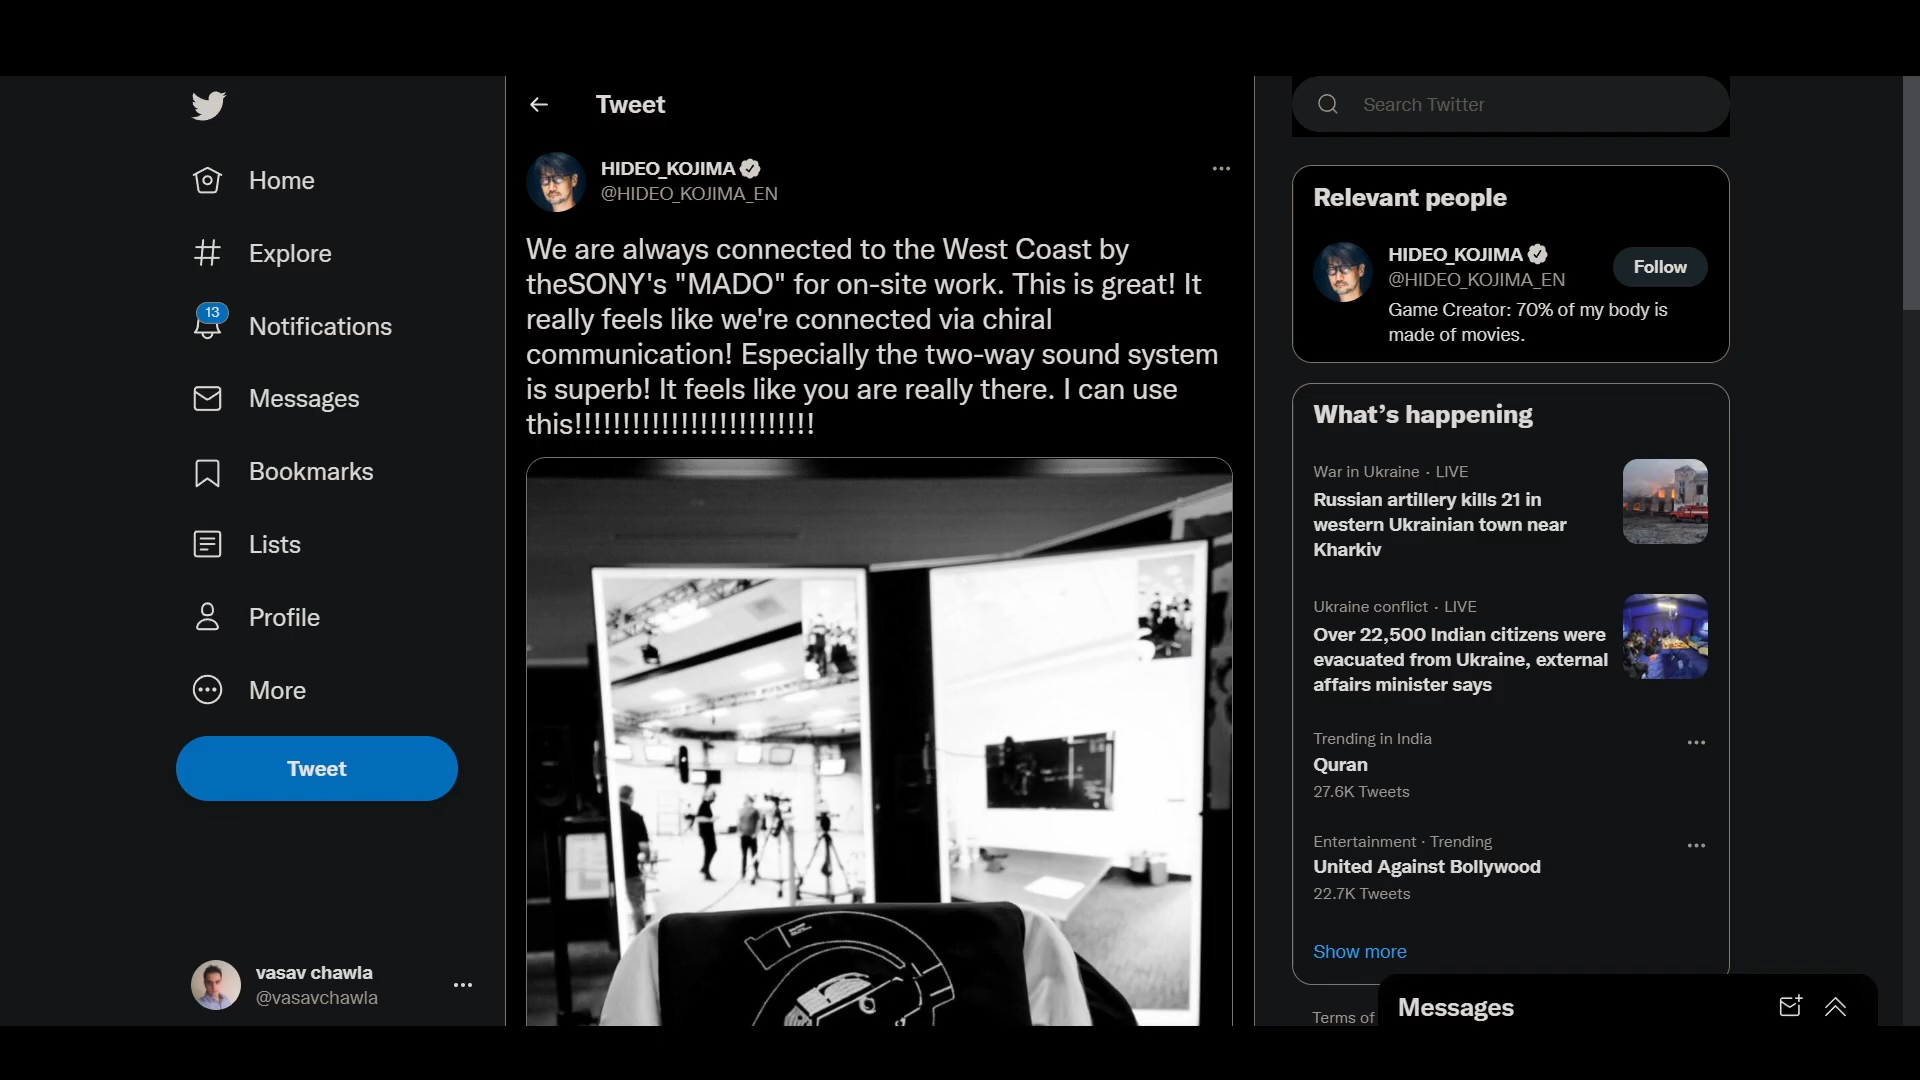 Home
Explore
13
Notifications
Messages
Bookmarks
Lists
Profile
More
Tweet
vasav chawla
@vasavchawla
Tweet
HIDEO_KOJIMA
@HIDEO_KOJIMA_EN
We are always connected to the West Coast by
theSONY's "MADO" for on-site work. This is great! It
really feels like we're connected via chiral
communication! Especially the two-way sound system
is superb! It feels like you are really there. I can use
this!!!!!!!!!!!!!!!!!!!!!!!!!
Search Twitter
Relevant people
HIDEO_KOJIMA
@HIDEO_KOJIMA_EN
Follow
Game Creator: 70% of my body is
made of movies.
What's happening
War in Ukraine · LIVE
Russian artillery kills 21 in
western Ukrainian town near
Kharkiv
Ukraine conflict · LIVE
Over 22,500 Indian citizens were
evacuated from Ukraine, external
affairs minister says
Trending in India
Quran
27.6K Tweets
Entertainment · Trending
United Against Bollywood
22.7K Tweets
Show more
Terms of
Messages